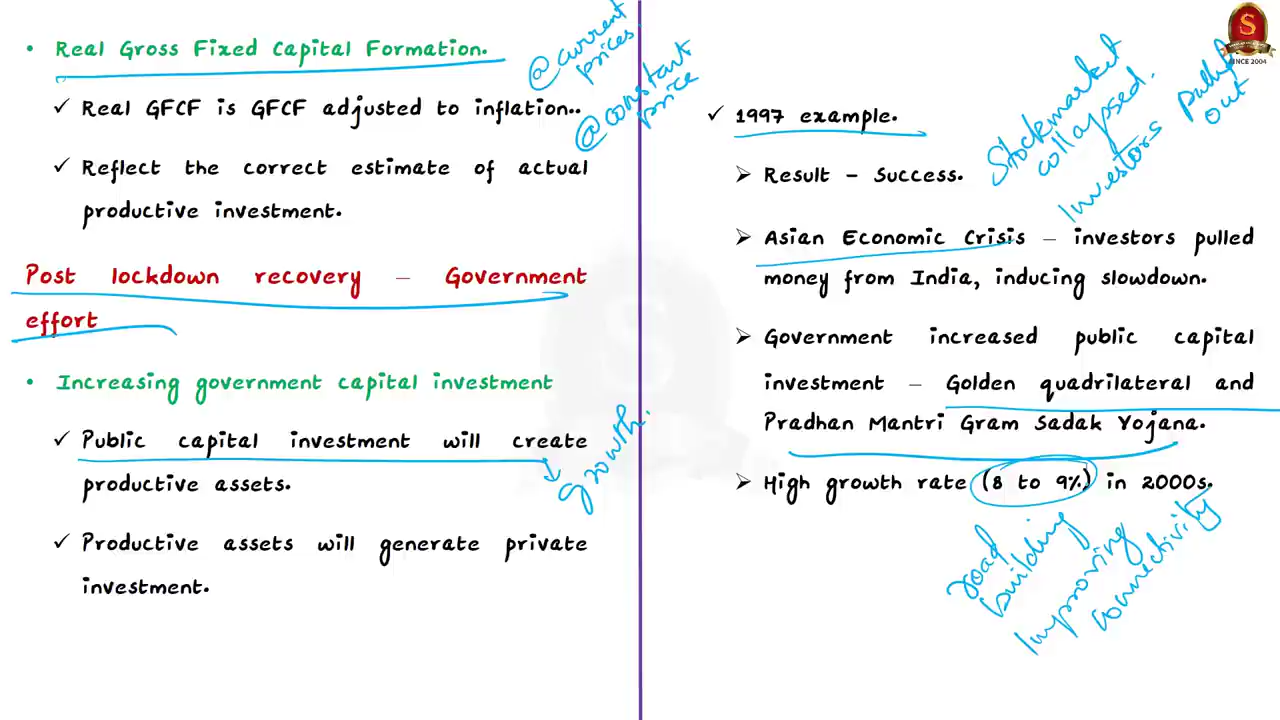 • Real Gross Fixed Capital Formation.
@current
prices.
@constant
price
✓ Real GFCF is GFCF adjusted to inflation..
✓ Reflect the correct estimate of actual
productive investment.
Post lockdown recovery – Government
effort
• Increasing government capital investment
✓ Public capital investment will create
productive assets.
growth.
✓ Productive assets will generate private
investment.
S
SINCE 2004
✓ 1997 example.
Stockmarket
collapsed.
Investors pulled
out
➢ Result – Success.
➢ Asian Economic Crisis – investors pulled
money from India, inducing slowdown.
➢ Government increased public capital
investment – Golden quadrilateral and
Pradhan Mantri Gram Sadak Yojana.
➢ High growth rate (8 to 9%) in 2000s.
road
building
Improving
connectivity